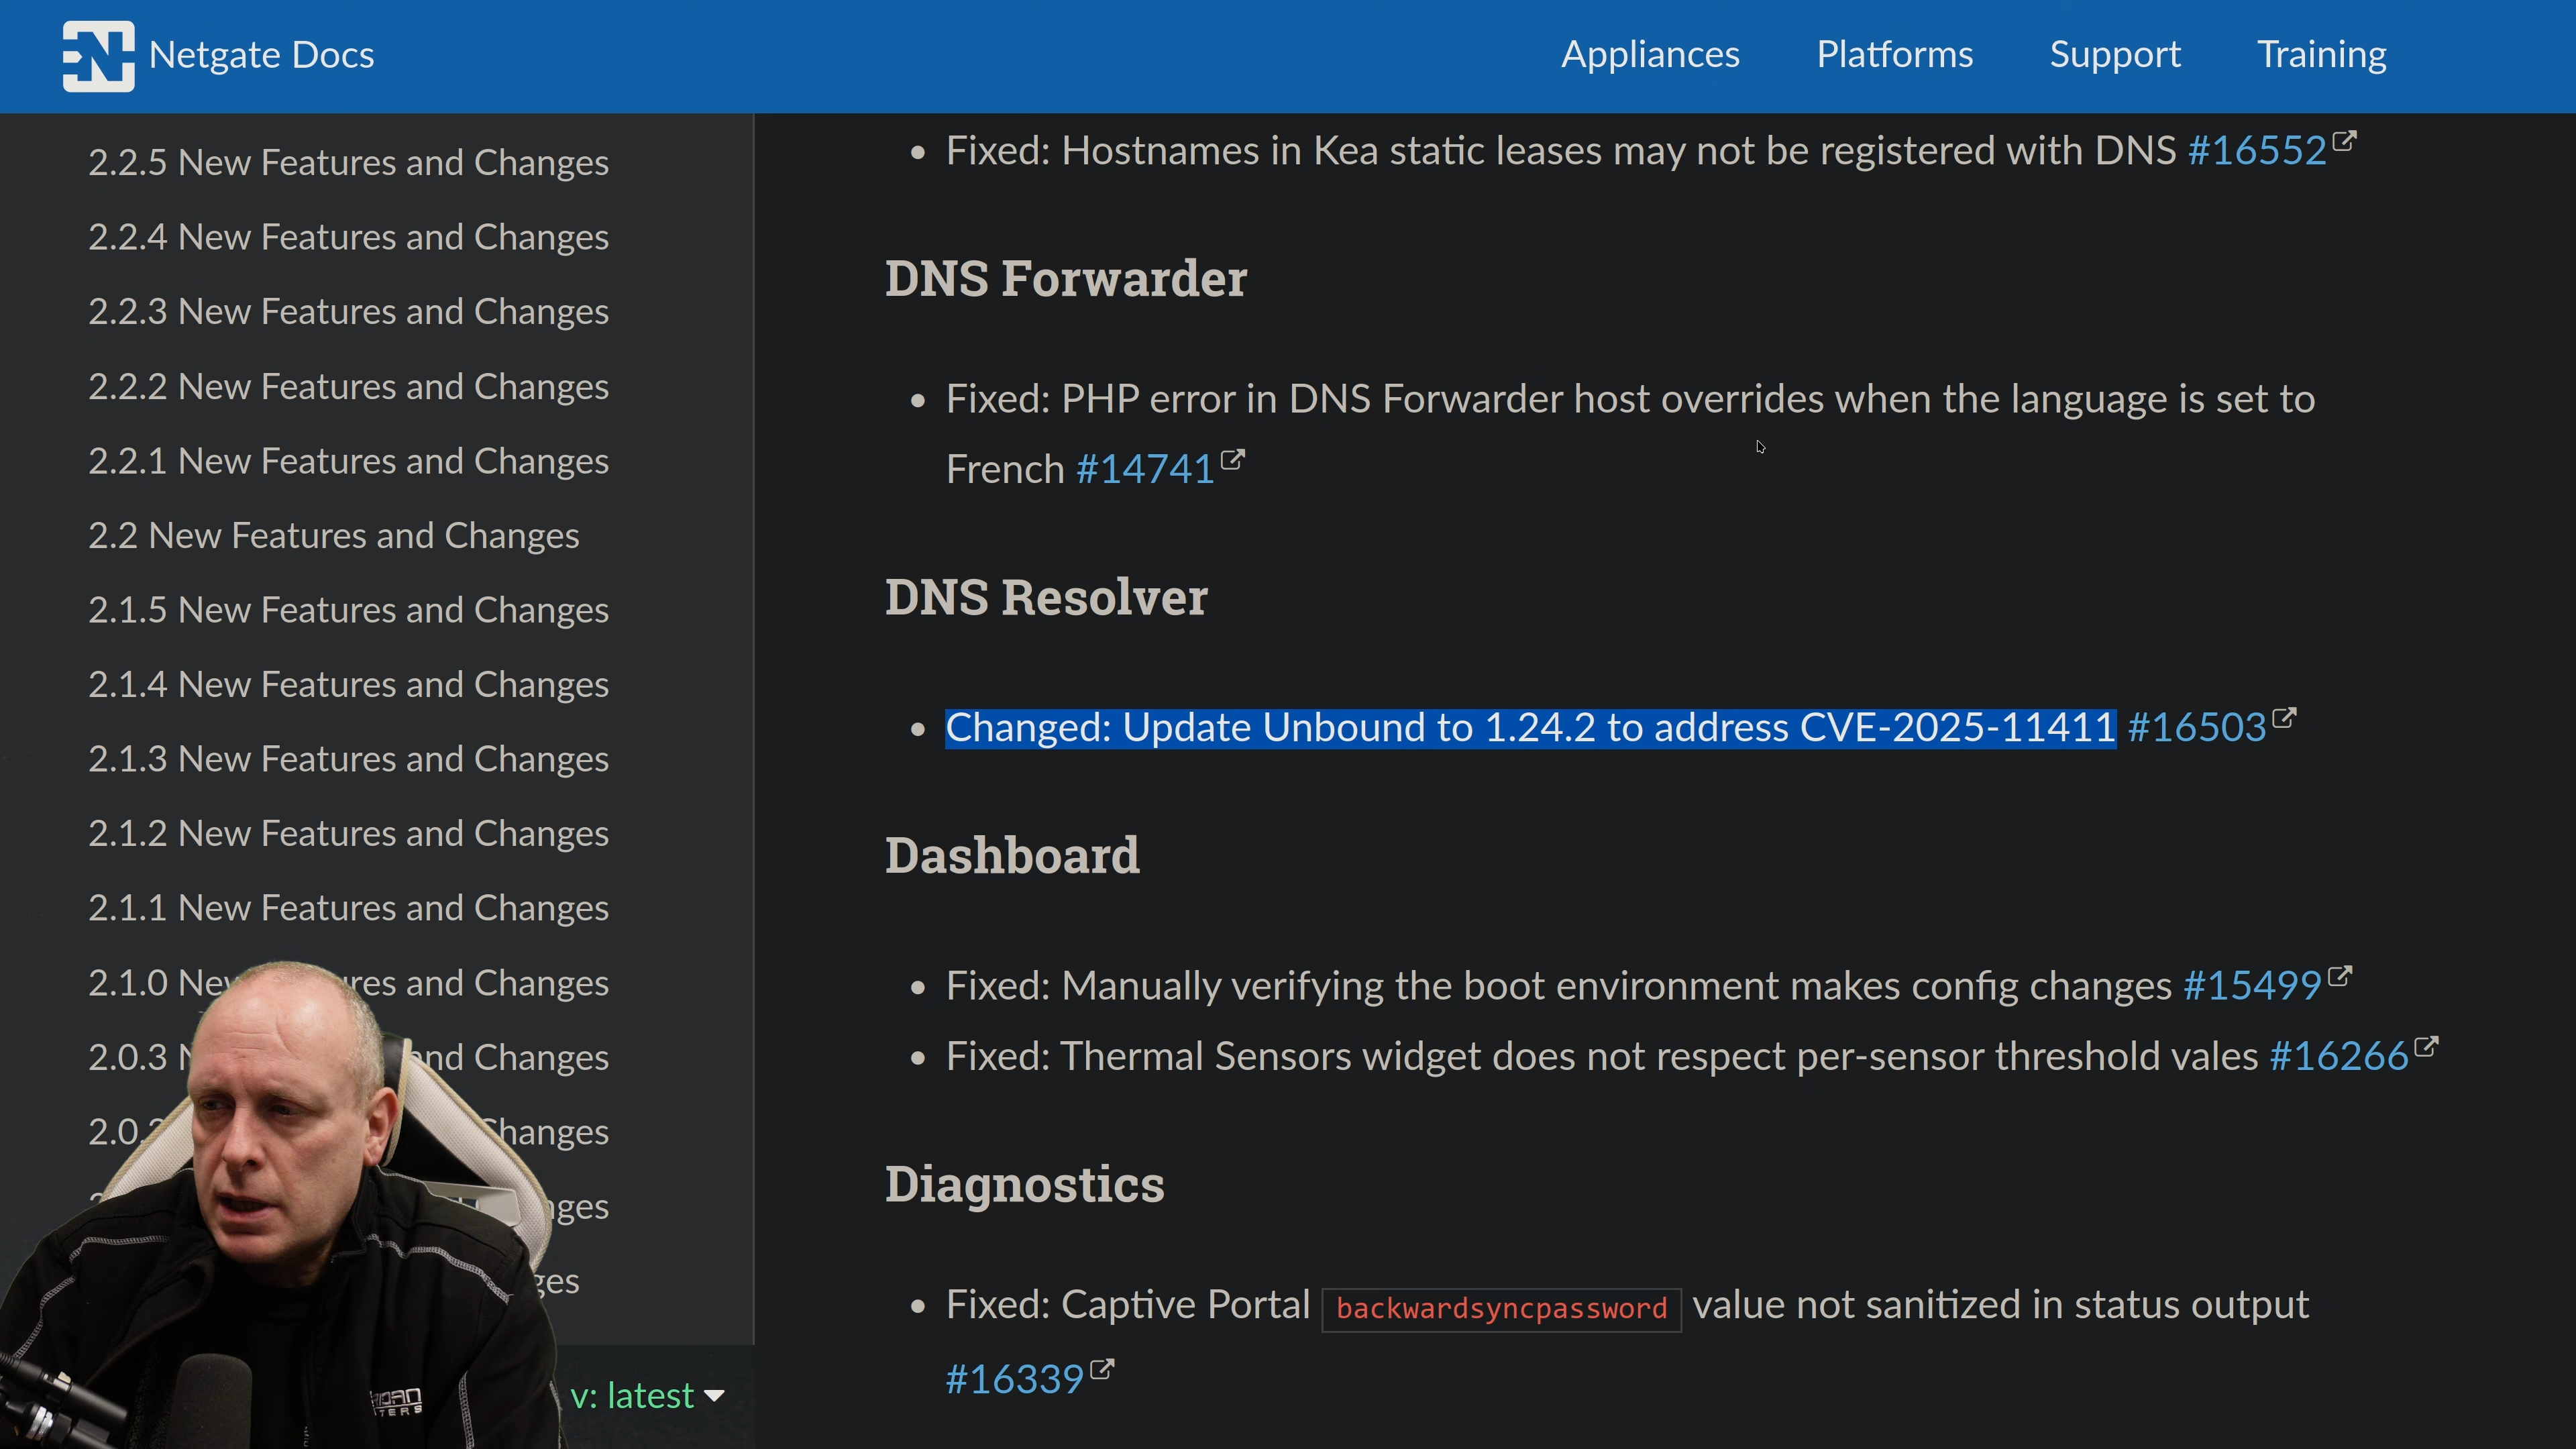 Netgate Docs
Appliances
Platforms
Support
Training
2.2.5 New Features and Changes
2.2.4 New Features and Changes
2.2.3 New Features and Changes
2.2.2 New Features and Changes
2.2.1 New Features and Changes
2.2 New Features and Changes
2.1.5 New Features and Changes
2.1.4 New Features and Changes
2.1.3 New Features and Changes
2.1.2 New Features and Changes
2.1.1 New Features and Changes
2.1.0 and Changes
2.0.3 Changes
Changes
v: latest
Fixed: Hostnames in Kea static leases may not be registered with DNS #16552
DNS Forwarder
Fixed: PHP error in DNS Forwarder host overrides when the language is set to
French #14741
DNS Resolver
Changed: Update Unbound to 1.24.2 to address CVE-2025-11411 #16503
Dashboard
Fixed: Manually verifying the boot environment makes config changes #15499
Fixed: Thermal Sensors widget does not respect per-sensor threshold vales #16266
Diagnostics
Fixed: Captive Portal backwardsyncpassword value not sanitized in status output
#16339